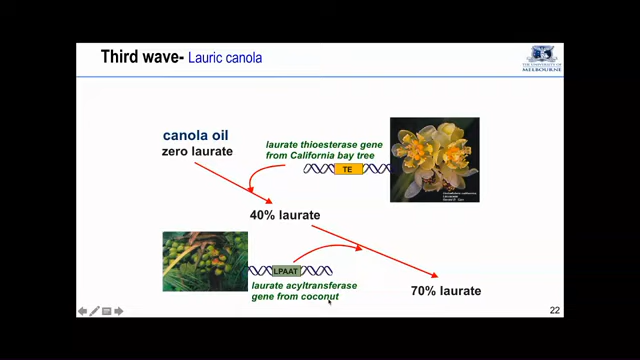 Third wave- Lauric canola
THE UNIVERSITY OF
MELBOURNE
canola oil
zero laurate
laurate thioesterase gene
from California bay tree
TE
40% laurate
LPAAT
laurate acyltransferase
gene from coconut
70% laurate
22